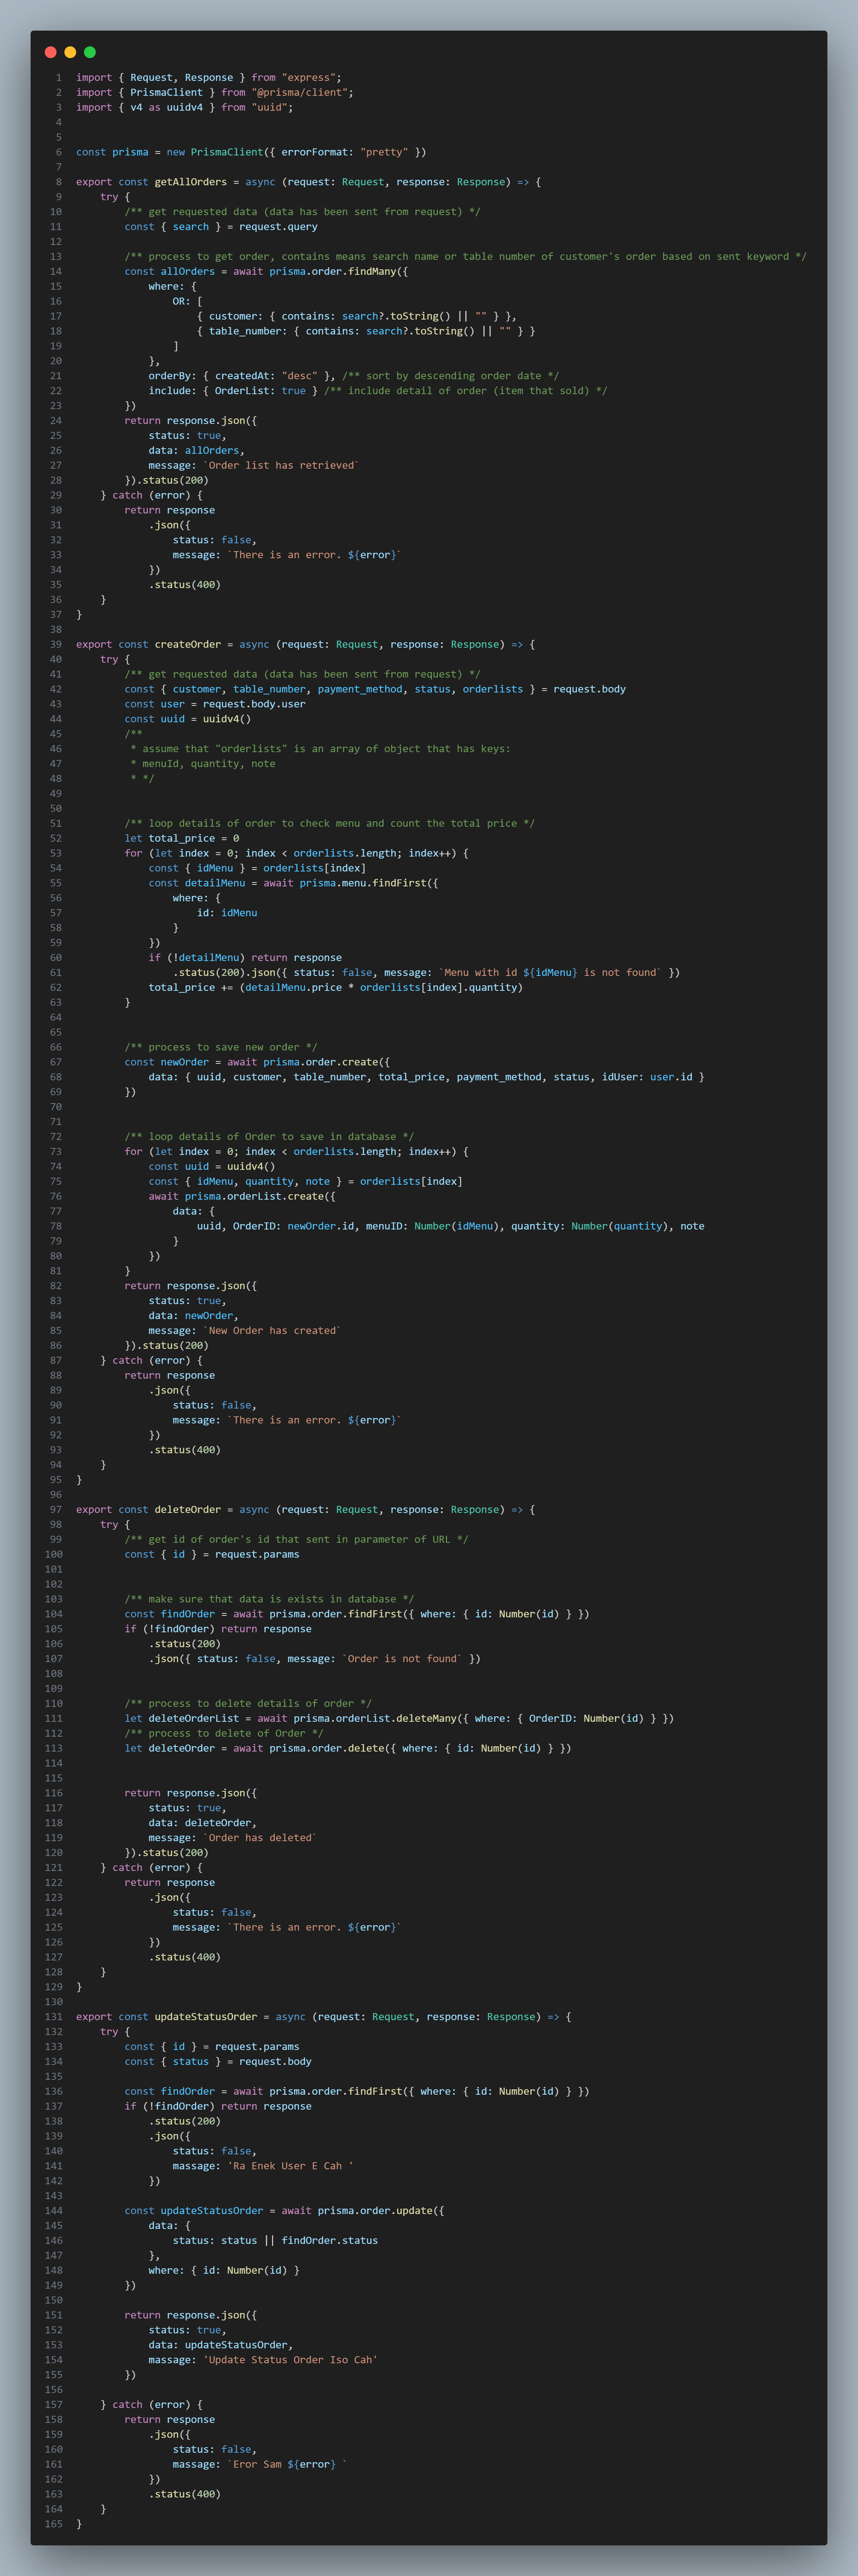 1 import { Request, Response } from "express";
2 import { PrismaClient } from "@prisma/client";
3 import { v4 as uuidv4 } from "uuid";
4
5
6 const prisma = new PrismaClient({ errorFormat: "pretty" })
7
8 export const getAllOrders = async (request: Request, response: Response) => {
9     try {
10         /** get requested data (data has been sent from request) */
11         const { search } = request.query
12
13         /** process to get order, contains means search name or table number of customer's order based on sent keyword */
14         const allOrders = await prisma.order.findMany({
15             where: {
16                 OR: [
17                     { customer: { contains: search?.toString() || "" } },
18                     { table_number: { contains: search?.toString() || "" } }
19                 ]
20             },
21             orderBy: { createdAt: "desc" }, /** sort by descending order date */
22             include: { OrderList: true } /** include detail of order (item that sold) */
23         })
24         return response.json({
25             status: true,
26             data: allOrders,
27             message: `Order list has retrieved`
28         }).status(200)
29     } catch (error) {
30         return response
31             .json({
32                 status: false,
33                 message: `There is an error. ${error}`
34             })
35             .status(400)
36     }
37 }
38
39 export const createOrder = async (request: Request, response: Response) => {
40     try {
41         /** get requested data (data has been sent from request) */
42         const { customer, table_number, payment_method, status, orderlists } = request.body
43         const user = request.body.user
44         const uuid = uuidv4()
45         /**
46          * assume that "orderlists" is an array of object that has keys:
47          * menuId, quantity, note
48          * */
49
50
51         /** loop details of order to check menu and count the total price */
52         let total_price = 0
53         for (let index = 0; index < orderlists.length; index++) {
54             const { idMenu } = orderlists[index]
55             const detailMenu = await prisma.menu.findFirst({
56                 where: {
57                     id: idMenu
58                 }
59             })
60             if (!detailMenu) return response
61                 .status(200).json({ status: false, message: `Menu with id ${idMenu} is not found` })
62             total_price += (detailMenu.price * orderlists[index].quantity)
63         }
64
65
66         /** process to save new order */
67         const newOrder = await prisma.order.create({
68             data: { uuid, customer, table_number, total_price, payment_method, status, idUser: user.id }
69         })
70
71
72         /** loop details of Order to save in database */
73         for (let index = 0; index < orderlists.length; index++) {
74             const uuid = uuidv4()
75             const { idMenu, quantity, note } = orderlists[index]
76             await prisma.orderList.create({
77                 data: {
78                     uuid, OrderID: newOrder.id, menuID: Number(idMenu), quantity: Number(quantity), note
79                 }
80             })
81         }
82         return response.json({
83             status: true,
84             data: newOrder,
85             message: `New Order has created`
86         }).status(200)
87     } catch (error) {
88         return response
89             .json({
90                 status: false,
91                 message: `There is an error. ${error}`
92             })
93             .status(400)
94     }
95 }
96
97 export const deleteOrder = async (request: Request, response: Response) => {
98     try {
99         /** get id of order's id that sent in parameter of URL */
100         const { id } = request.params
101
102
103         /** make sure that data is exists in database */
104         const findOrder = await prisma.order.findFirst({ where: { id: Number(id) } })
105         if (!findOrder) return response
106             .status(200)
107             .json({ status: false, message: `Order is not found` })
108
109
110         /** process to delete details of order */
111         let deleteOrderList = await prisma.orderList.deleteMany({ where: { OrderID: Number(id) } })
112         /** process to delete of Order */
113         let deleteOrder = await prisma.order.delete({ where: { id: Number(id) } })
114
115
116         return response.json({
117             status: true,
118             data: deleteOrder,
119             message: `Order has deleted`
120         }).status(200)
121     } catch (error) {
122         return response
123             .json({
124                 status: false,
125                 message: `There is an error. ${error}`
126             })
127             .status(400)
128     }
129 }
130
131 export const updateStatusOrder = async (request: Request, response: Response) => {
132     try {
133         const { id } = request.params
134         const { status } = request.body
135
136         const findOrder = await prisma.order.findFirst({ where: { id: Number(id) } })
137         if (!findOrder) return response
138             .status(200)
139             .json({
140                 status: false,
141                 massage: 'Ra Enek User E Cah '
142             })
143
144         const updateStatusOrder = await prisma.order.update({
145             data: {
146                 status: status || findOrder.status
147             },
148             where: { id: Number(id) }
149         })
150
151         return response.json({
152             status: true,
153             data: updateStatusOrder,
154             massage: 'Update Status Order Iso Cah'
155         })
156
157     } catch (error) {
158         return response
159             .json({
160                 status: false,
161                 massage: `Eror Sam ${error} `
162             })
163             .status(400)
164     }
165 }